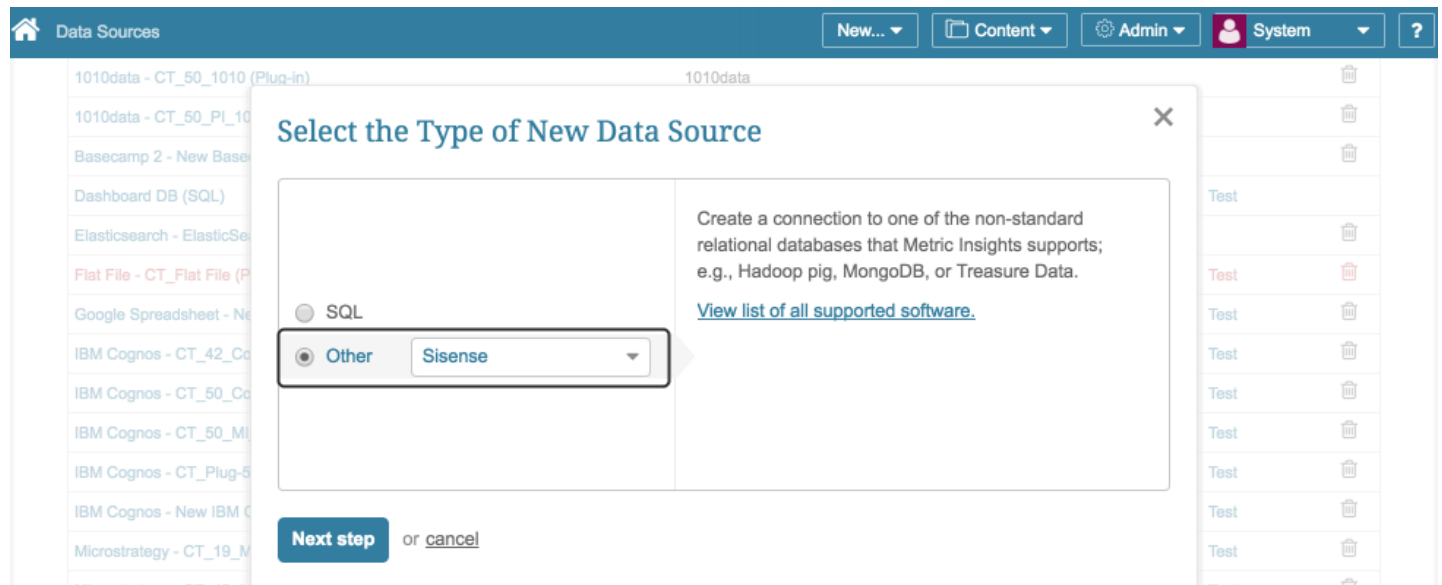 Data Sources New... Content Admin System ?
1010data - CT_50_1010 (Plug-in) 1010data
1010data - CT_50_PI_10
Select the Type of New Data Source
Basecamp 2 - New Base
Dashboard DB (SQL) Test
Create a connection to one of the non-standard
Elasticsearch - ElasticSe
relational databases that Metric Insights supports;
e.g., Hadoop pig, MongoDB, or Treasure Data.
Flat File - CT_Flat File (P Test
SQL
View list of all supported software.
Google Spreadsheet - Ne Test
Other Sisense
IBM Cognos - CT_42_Co Test
IBM Cognos - CT_50_Co Test
IBM Cognos - CT_50_MI Test
IBM Cognos - CT_Plug-5 Test
IBM Cognos - New IBM C Test
Next step or cancel
Microstrategy - CT_19_M Test